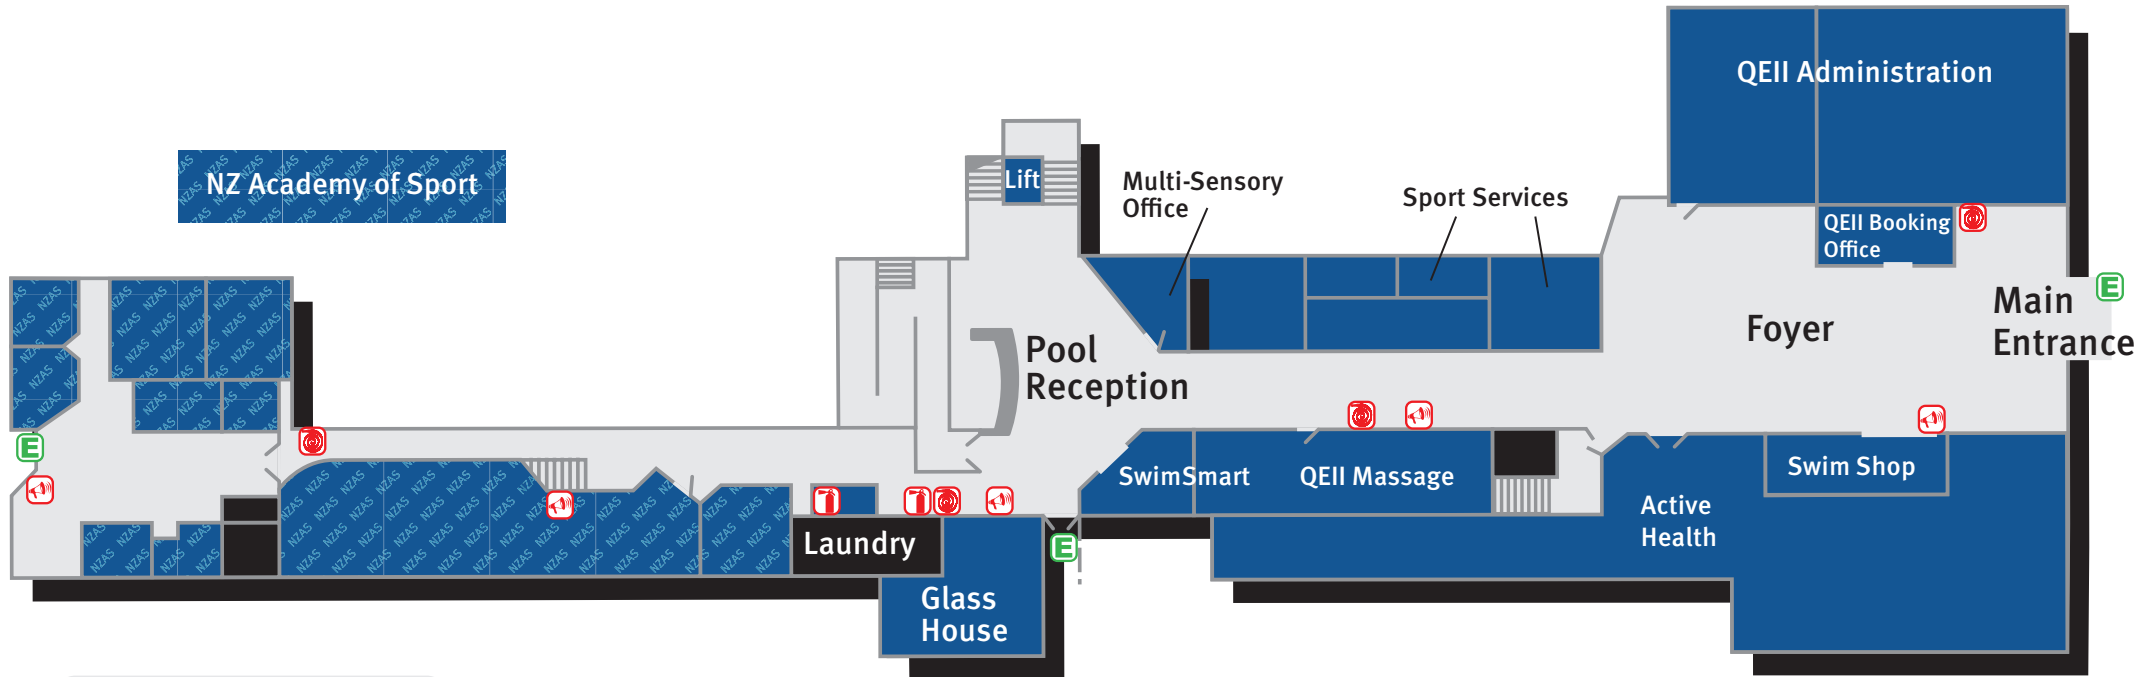 QEII Administration
NZ Academy of Sport
Lift
Multi-Sensory
Office
Sport Services
QEII Booking
Office
E
Main
Entrance
Foyer
Pool
Reception
E
SwimSmart
QEII Massage
Swim Shop
Active
Health
Laundry
E
Glass
House
NZAS